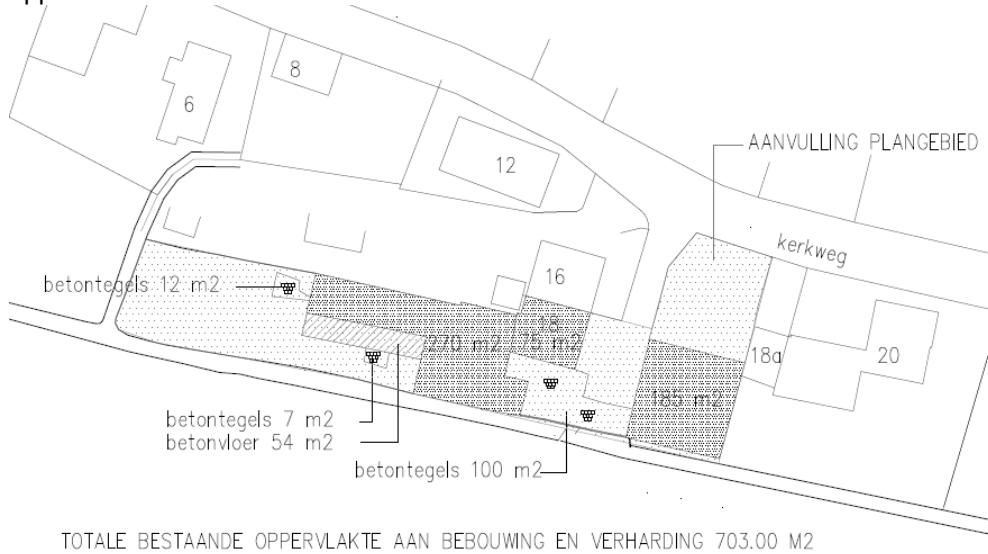 8
6
12
AANVULLING PLANGEBIED
kerkweg
16
betontegels 12 m2
18
270 m2
75 m2
18a
20
185 m2
betontegels 7 m2
betonvloer 54 m2
betontegels 100 m2
TOTALE BESTAANDE OPPERVLAKTE AAN BEBOUWING EN VERHARDING 703.00 M2